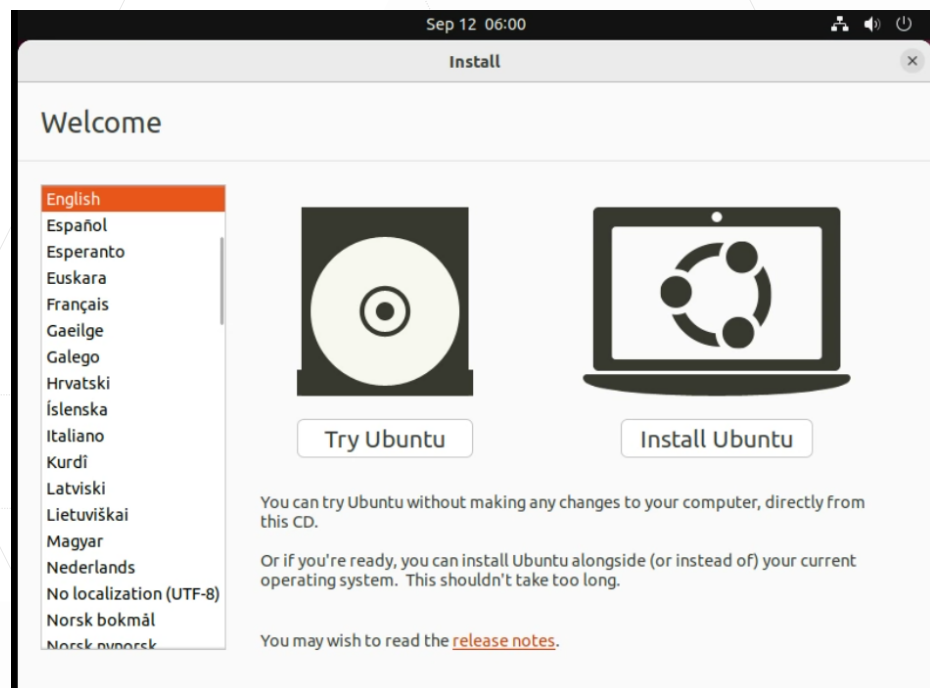 Sep 12 06:00
Install
Welcome
English
Español
Esperanto
Euskara
Français
Gaeilge
Galego
Hrvatski
Íslenska
Italiano
Kurdî
Latviski
Lietuviškai
Magyar
Nederlands
No localization (UTF-8)
Norsk bokmål
Norsk nynorsk
Try Ubuntu
Install Ubuntu
You can try Ubuntu without making any changes to your computer, directly from
this CD.
Or if you're ready, you can install Ubuntu alongside (or instead of) your current
operating system. This shouldn't take too long.
You may wish to read the release notes.